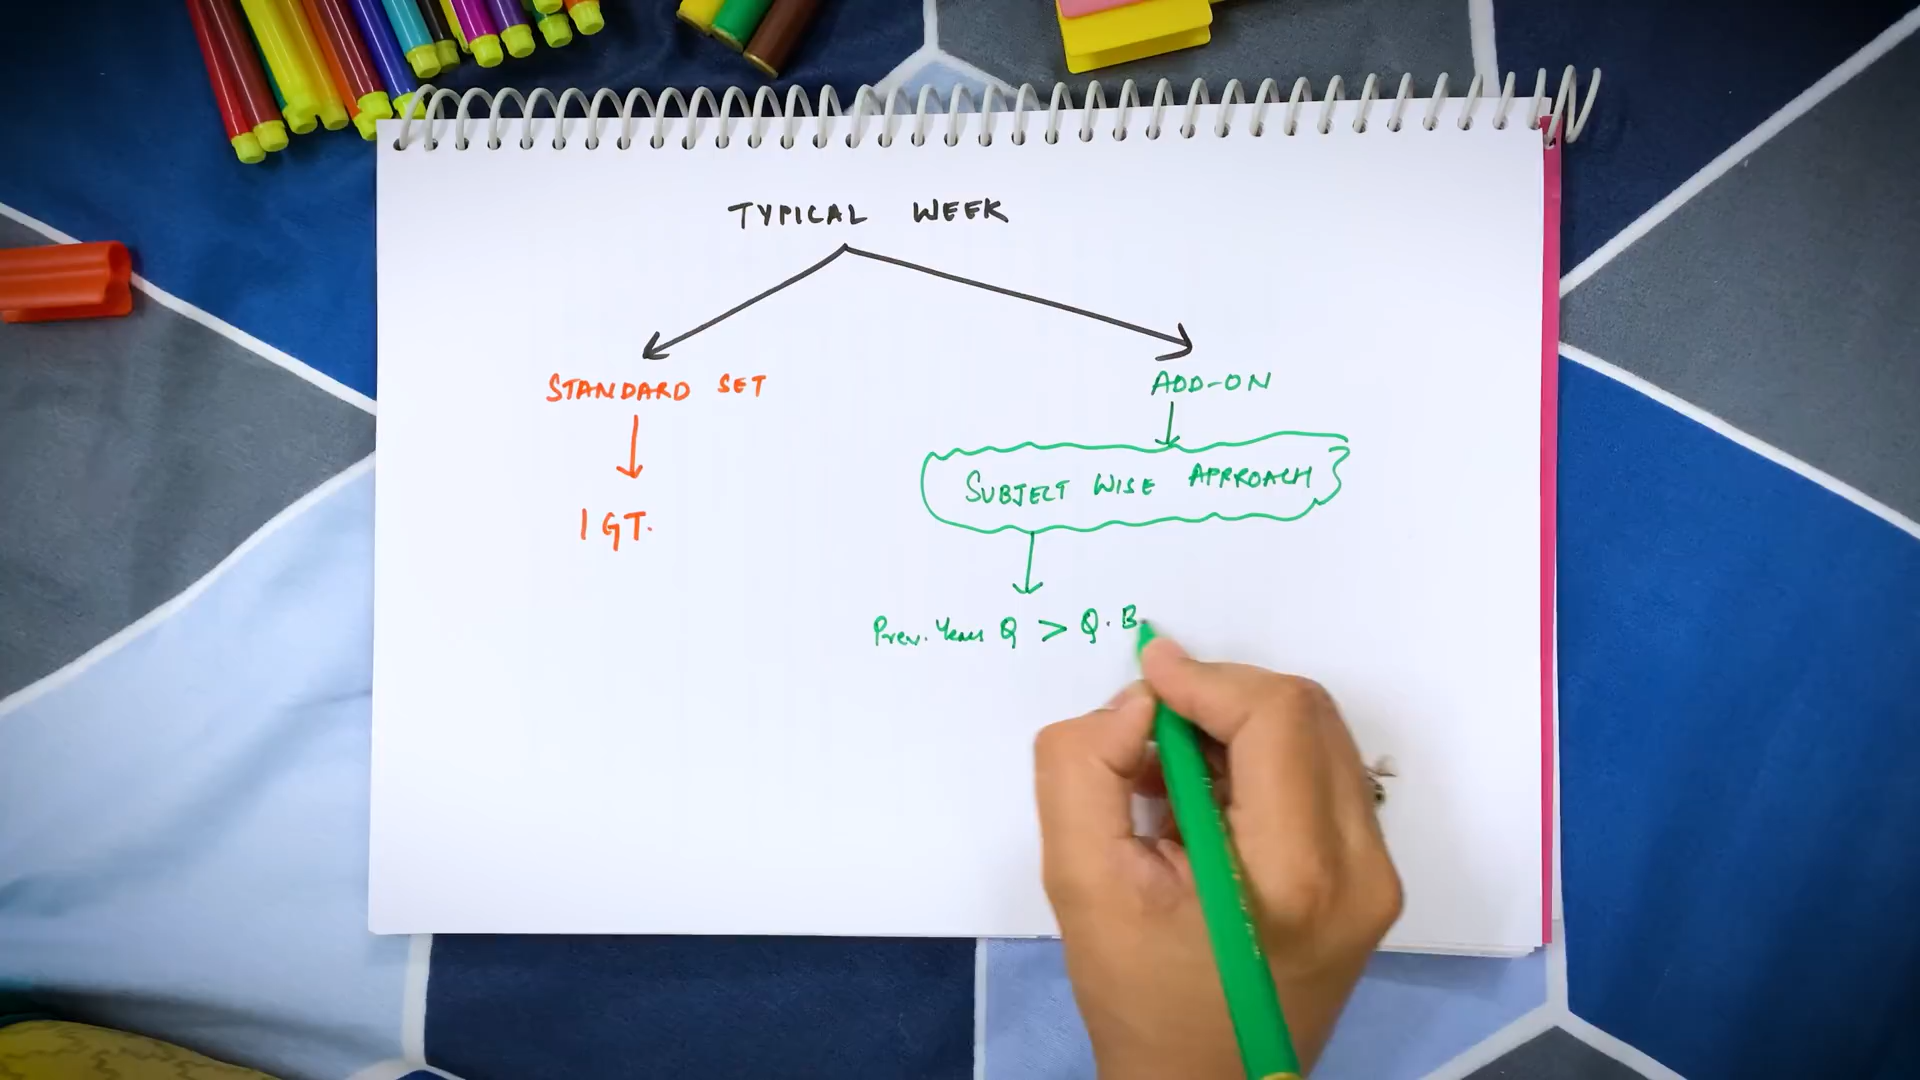 TYPICAL WEEK
STANDARD SET
1 GT.
ADD-ON
SUBJECT WISE APPROACH
Prev. Years Q > Q. B